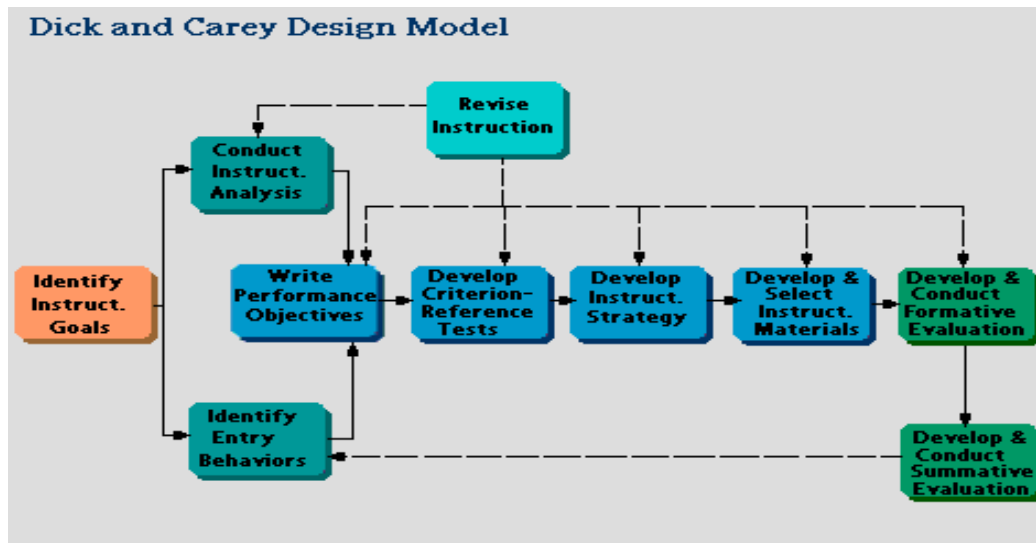 Dick and Carey Design Model
Revise
Instruction
Conduct
Instruct.
Analysis
Identify
Instruct.
Goals
Write
Performance
Objectives
Develop
Criterion-
Reference
Tests
Develop
Instruct.
Strategy
Develop &
Select
Instruct.
Materials
Develop &
Conduct
Formative
Evaluation
Identify
Entry
Behaviors
Develop &
Conduct
Summative
Evaluation